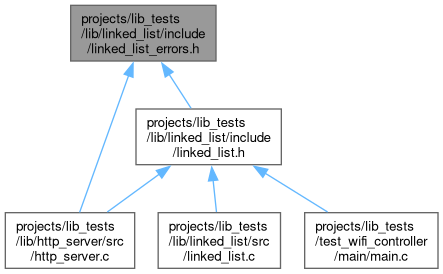 projects/lib_tests
/lib/linked_list/include
/linked_list_errors.h
projects/lib_tests
/lib/linked_list/include
/linked_list.h
projects/lib_tests
/lib/http_server/src
/http_server.c
projects/lib_tests
/lib/linked_list/src
/linked_list.c
projects/lib_tests
/test_wifi_controller
/main/main.c